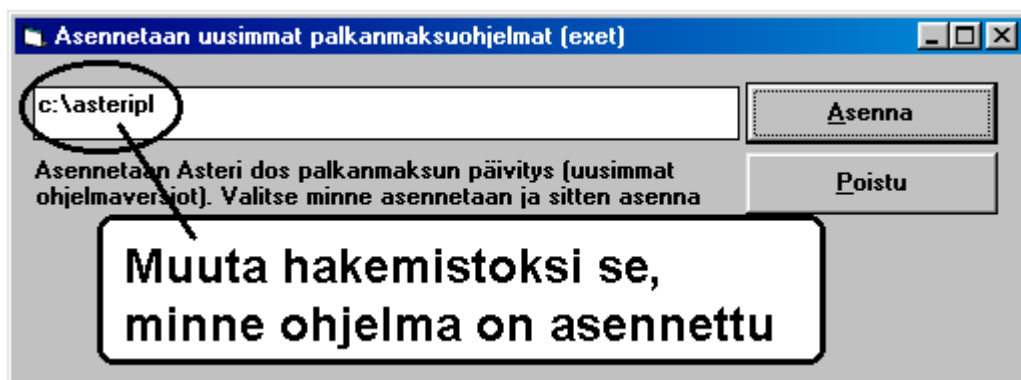 Asennetaan uusimmat palkanmaksuohjelmat (exet)
c:\asteripl
Asenna
Asennetaan Asteri dos palkanmaksun päivitys (uusimmat
ohjelmaversiot). Valitse minne asennetaan ja sitten asenna
Poistu
Muuta hakemistoksi se,
minne ohjelma on asennettu